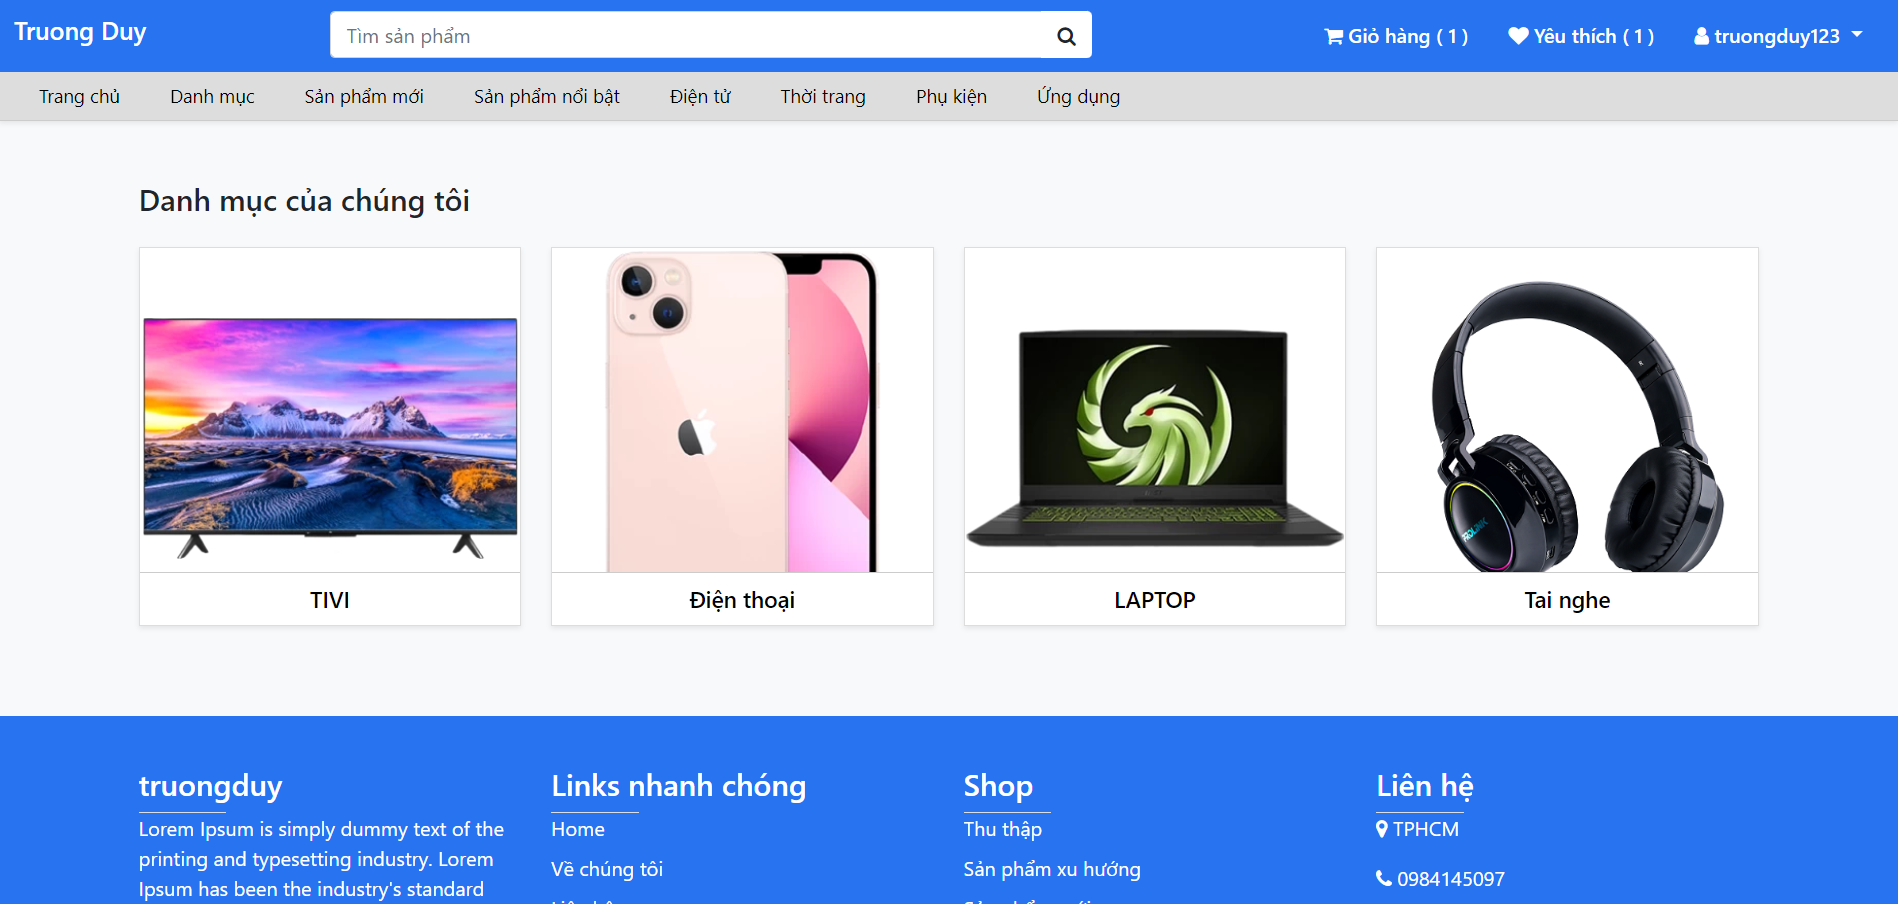 Truong Duy
Tìm sản phẩm
Giỏ hàng ( 1 )
Yêu thích ( 1 )
truongduy123
Trang chủ
Danh mục
Sản phẩm mới
Sản phẩm nổi bật
Điện tử
Thời trang
Phụ kiện
Ứng dụng
Danh mục của chúng tôi
TIVI
Điện thoại
LAPTOP
Tai nghe
truongduy
Lorem Ipsum is simply dummy text of the
printing and typesetting industry. Lorem
Ipsum has been the industry's standard
Links nhanh chóng
Home
Về chúng tôi
Shop
Thu thập
Sản phẩm xu hướng
Liên hệ
TPHCM
0984145097